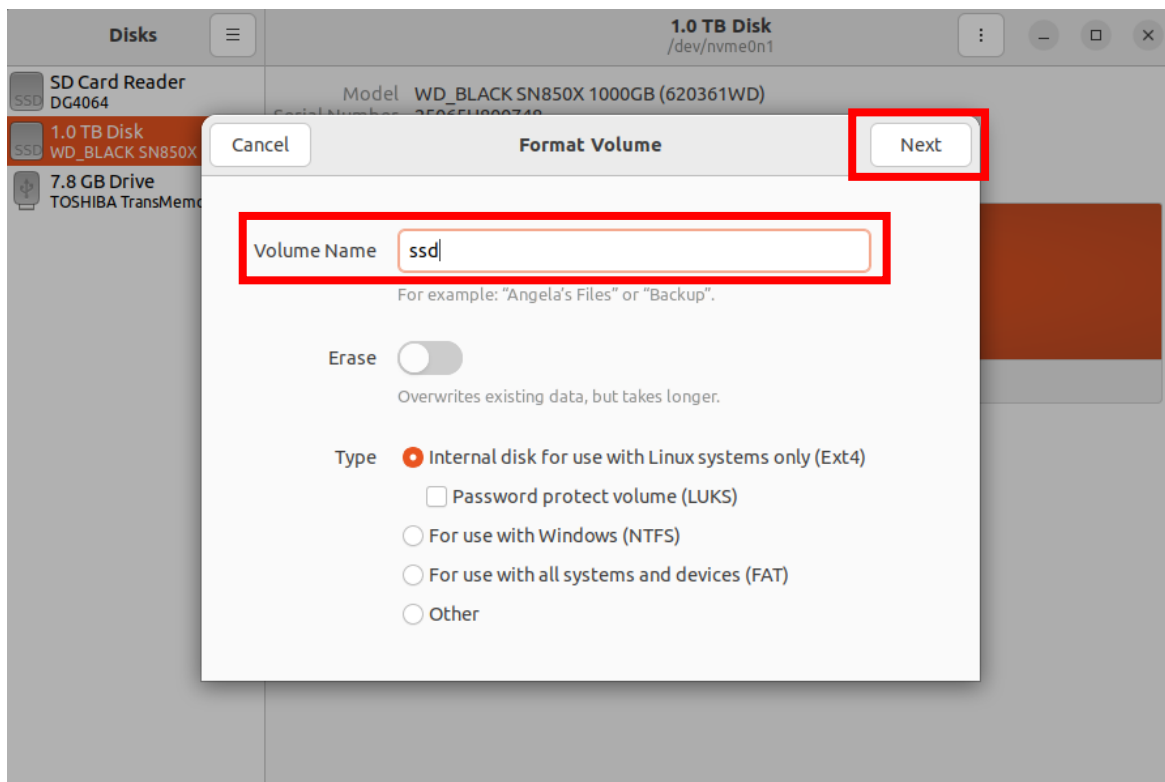 Disks
1.0 TB Disk
/dev/nvme0n1
SD Card Reader
SSD
DG4064
Model WD_BLACK SN850X 1000GB (620361WD)
1.0 TB Disk
SSD
WD_BLACK SN850X
7.8 GB Drive
TOSHIBA TransMemo
Cancel
Format Volume
Next
Volume Name ssd
For example: “Angela’s Files” or “Backup”.
Erase
Overwrites existing data, but takes longer.
Type Internal disk for use with Linux systems only (Ext4)
Password protect volume (LUKS)
For use with Windows (NTFS)
For use with all systems and devices (FAT)
Other